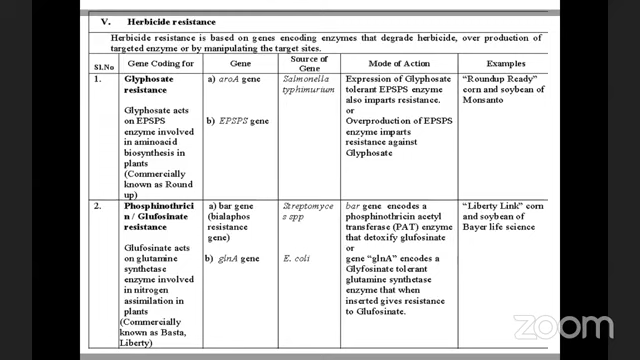 V. Herbicide resistance
Herbicide resistance is based on genes encoding enzymes that degrade herbicide, over production of
targeted enzyme or by manipulating the target sites.
Sl.No
Gene Coding for
Gene
Source of
Gene
Mode of Action
Examples
1.
Glyphosate
resistance
Glyphosate acts
on EPSPS
enzyme involved
in aminoacid
biosynthesis in
plants
(Commercially
known as Round
up)
a) aroA gene
b) EPSPS gene
Salmonella
typhimurium
Expression of Glyphosate
tolerant EPSPS enzyme
also imparts resistance.
or
Overproduction of EPSPS
enzyme imparts
resistance against
Glyphosate
“Roundup Ready”
corn and soybean of
Monsanto
2.
Phosphinothrici
n / Glufosinate
resistance
Glufosinate acts
on glutamine
synthetase
enzyme involved
in nitrogen
assimilation in
plants
(Commercially
known as Basta,
Liberty)
a) bar gene
(bialaphos
resistance
gene)
b) glnA gene
Streptomyce
s spp
E. coli
bar gene encodes a
phosphinothricin acetyl
transferase (PAT) enzyme
that detoxify glufosinate
or
gene “glnA” encodes a
Glyfosinate tolerant
glutamine synthetase
enzyme that when
inserted gives resistance
to Glufosinate.
“Liberty Link” corn
and soybean of
Bayer life science
zoom